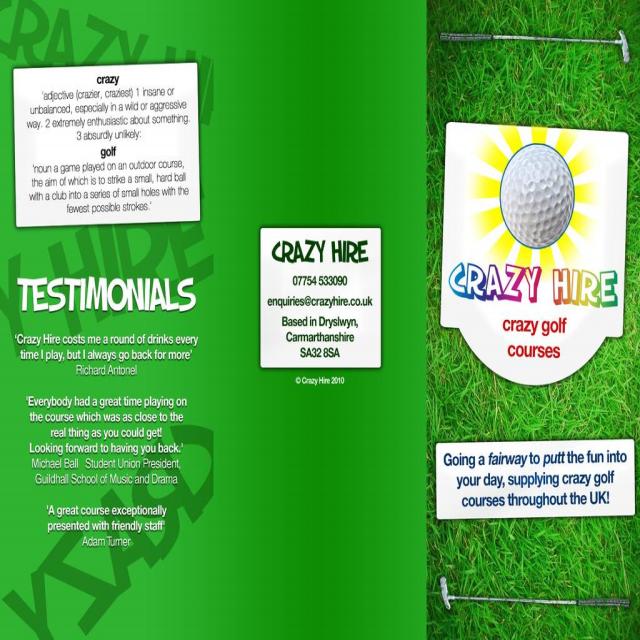 crazy
'adjective (crazier, craziest) 1 insane or
unbalanced, especially in a wild or aggressive
way. 2 extremely enthusiastic about something.
3 absurdly unlikely:
golf
'noun a game played on an outdoor course,
the aim of which is to strike a small, hard ball
with a club into a series of small holes with the
fewest possible strokes.'
TESTIMONIALS
'Crazy Hire costs me a round of drinks every
time I play, but I always go back for more'
Richard Antonel
'Everybody had a great time playing on
the course which was as close to the
real thing as you could get!
Looking forward to having you back.'
Michael Ball Student Union President,
Guildhall School of Music and Drama
'A great course exceptionally
presented with friendly staff'
Adam Turner
CRAZY HIRE
07754 533090
enquiries@crazyhire.co.uk
Based in Dryslwyn,
Carmarthanshire
SA32 8SA
© Crazy Hire 2010
CRAZY HIRE
crazy golf
courses
Going a fairway to putt the fun into
your day, supplying crazy golf
courses throughout the UK!
CRAZY HIRE
Y HIRE
CRAZY